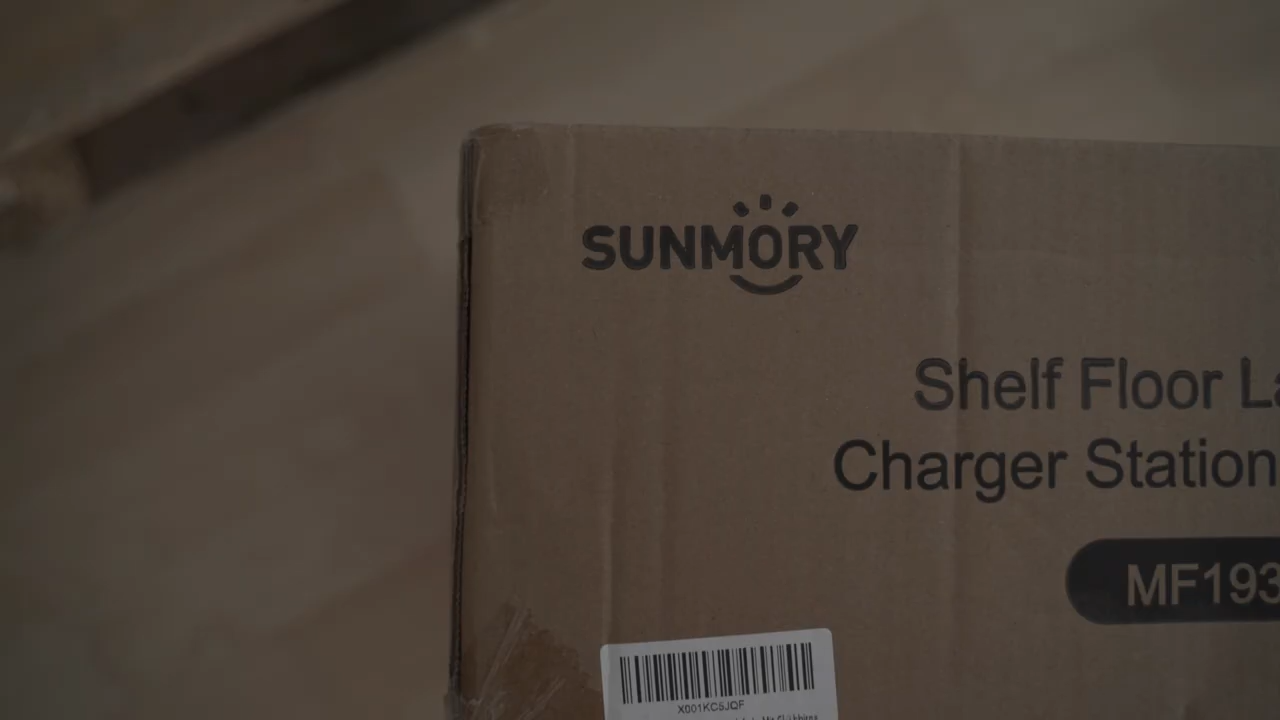 SUNMORY
Shelf Floor La
Charger Station
MF193
X001KC5JQF